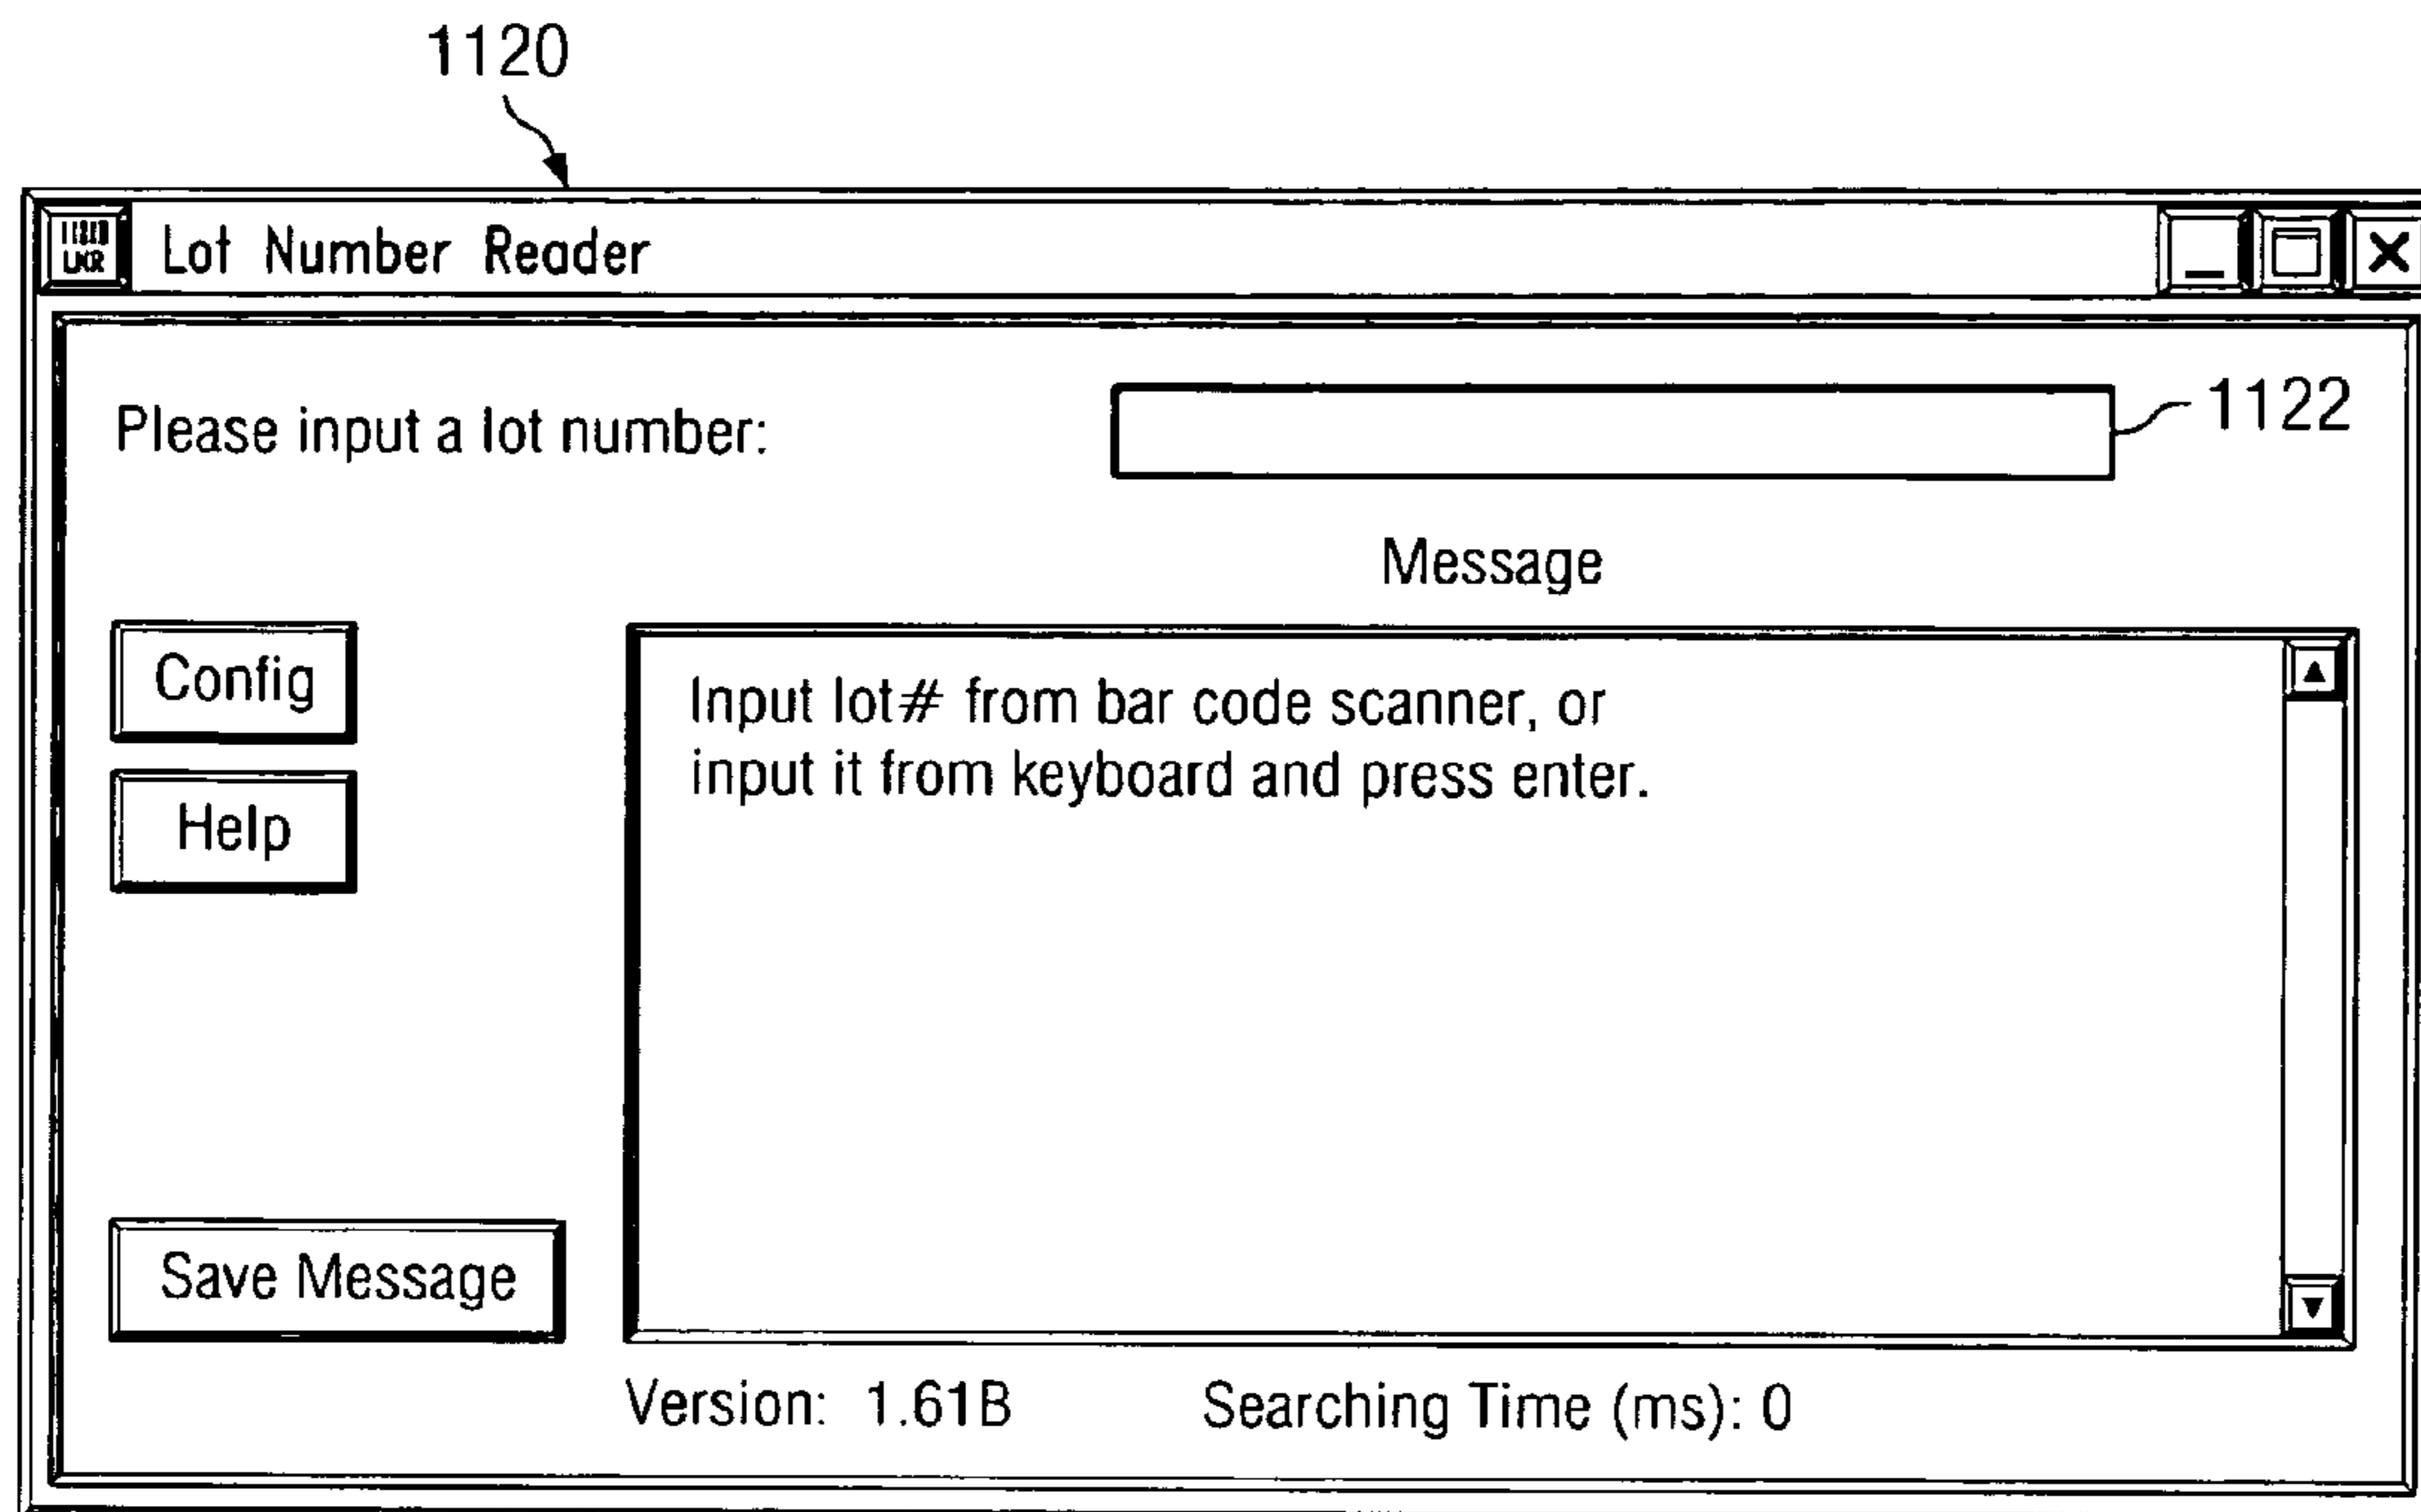 1120
Lot Number Reader
Please input a lot number:
1122
Message
Config
Help
Input lot# from bar code scanner, or
input it from keyboard and press enter.
Save Message
Version: 1.61B
Searching Time (ms): 0